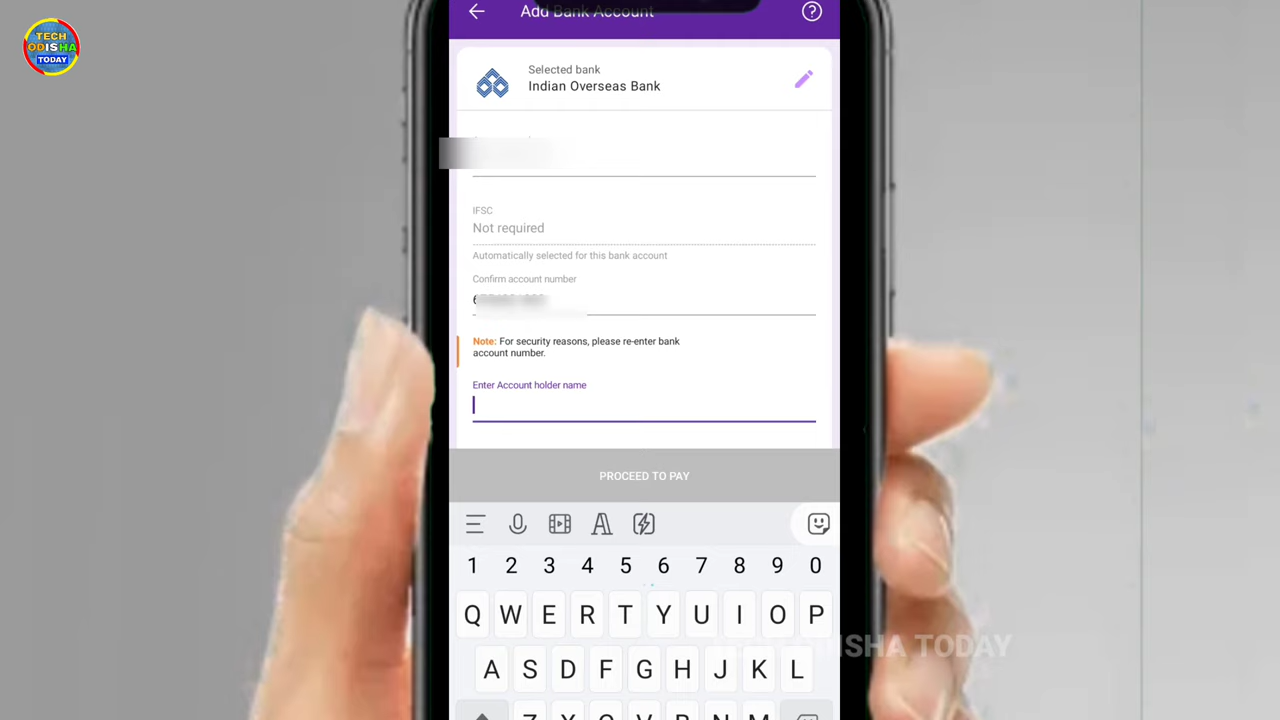 TECH
ODISHA
TODAY
Add Bank Account
Selected bank
Indian Overseas Bank
IFSC
Not required
Automatically selected for this bank account
Confirm account number
Note: For security reasons, please re-enter bank
account number.
Enter Account holder name
PROCEED TO PAY
1 2 3 4 5 6 7 8 9 0
Q W E R T Y U I O P
TODAY
A S D F G H J K L
Z X C V B N M